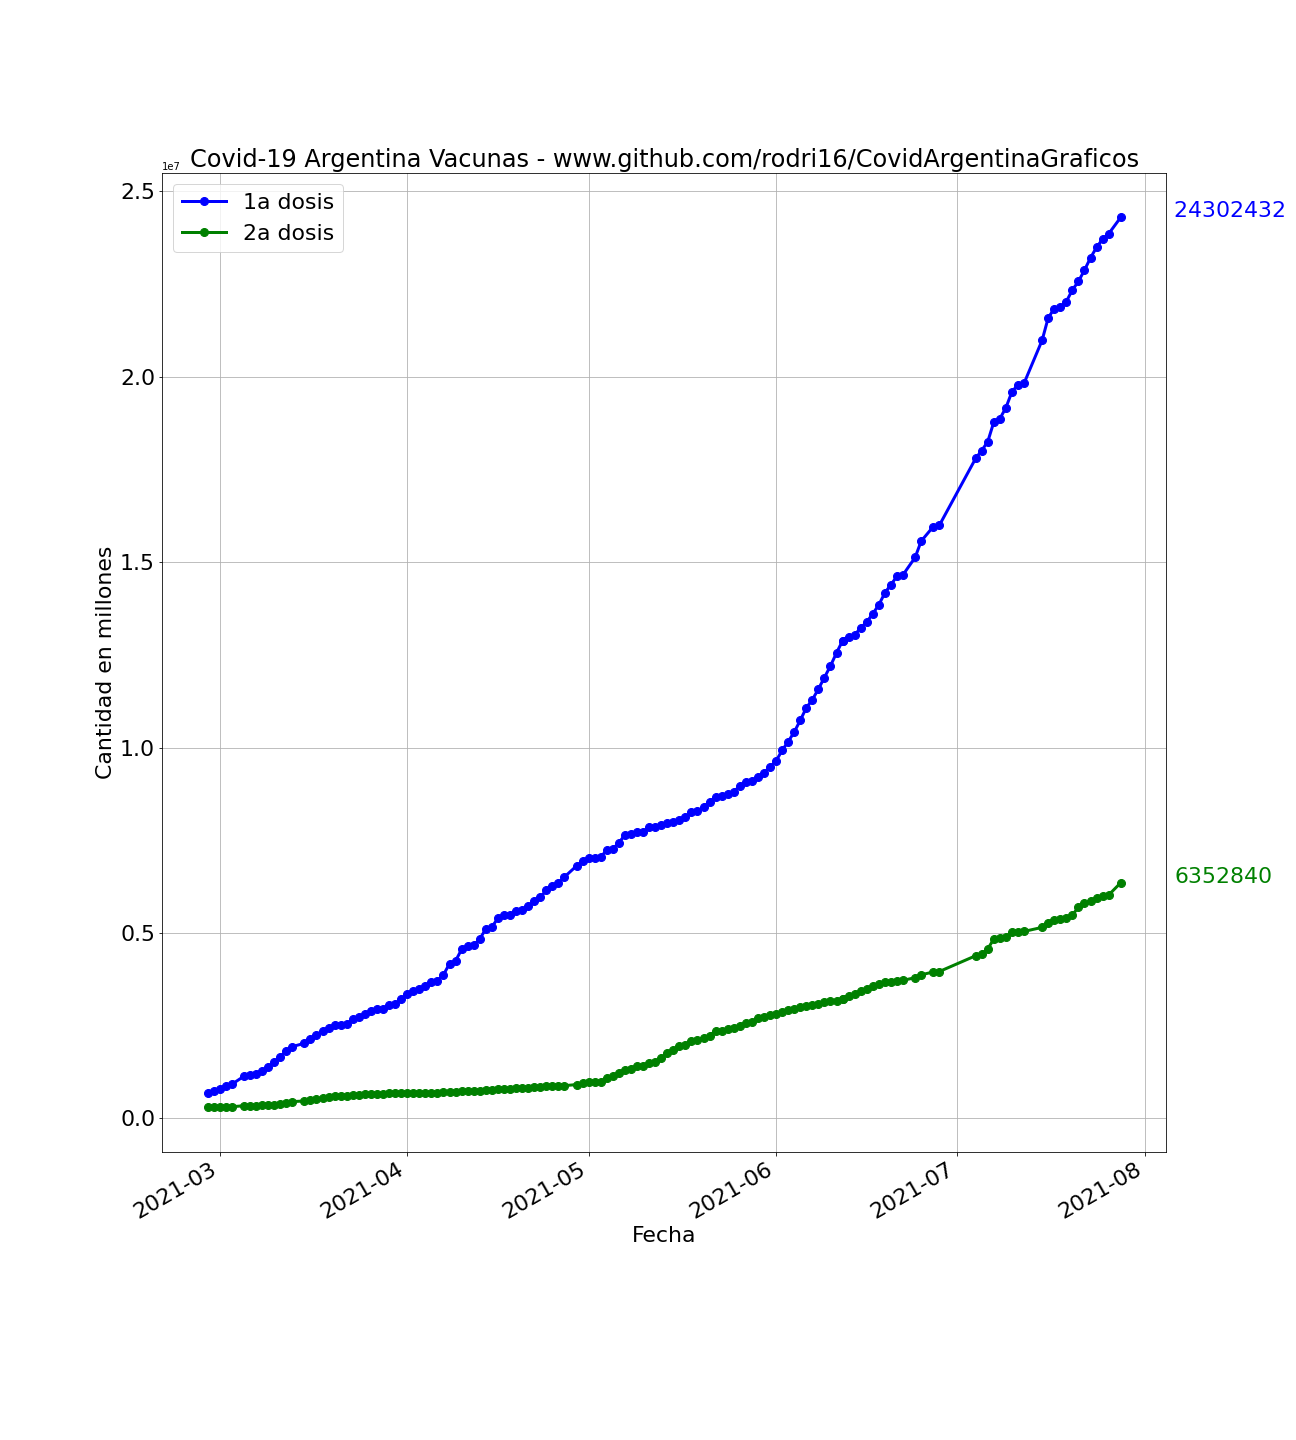 Covid-19 Argentina Vacunas - www.github.com/rodri16/CovidArgentinaGraficos
1e7
1a dosis
2a dosis
2.5
2.0
1.5
1.0
0.5
0.0
Cantidad en millones
24302432
6352840
2021-03
2021-04
2021-05
2021-06
2021-07
2021-08
Fecha